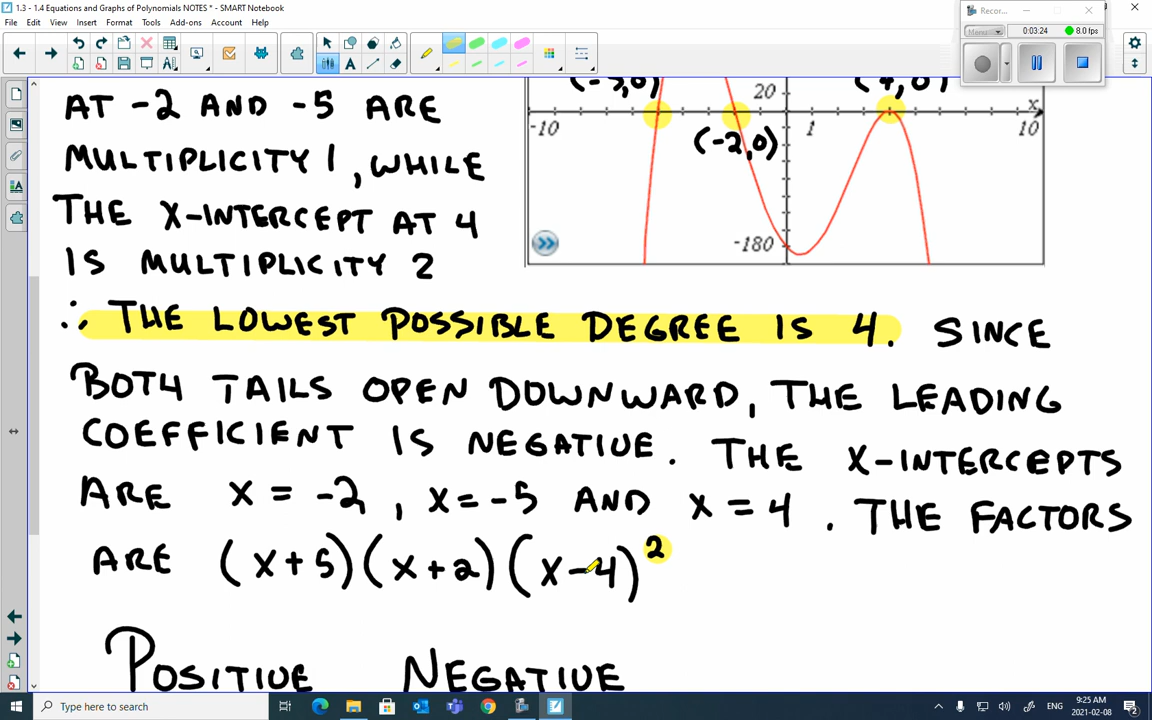 1.3 - 1.4 Equations and Graphs of Polynomials NOTES * - SMART Notebook
File Edit View Insert Format Tools Add-ons Account Help
Recor...
Menu
0:03:24
8.0 fps
AT -2 AND -5 ARE
MULTIPLICITY 1, WHILE
THE X-INTERCEPT AT 4
IS MULTIPLICITY 2
20
x
-10
1
10
(-2,0)
-180
∴ THE LOWEST POSSIBLE DEGREE IS 4. SINCE
BOTH TAILS OPEN DOWNWARD, THE LEADING
COEFFICIENT IS NEGATIVE. THE X-INTERCEPTS
ARE X = -2, X = -5 AND X = 4. THE FACTORS
ARE (X+5)(X+2)(X-4)²
POSITIVE NEGATIVE
Type here to search
ENG
9:25 AM
2021-02-08
2